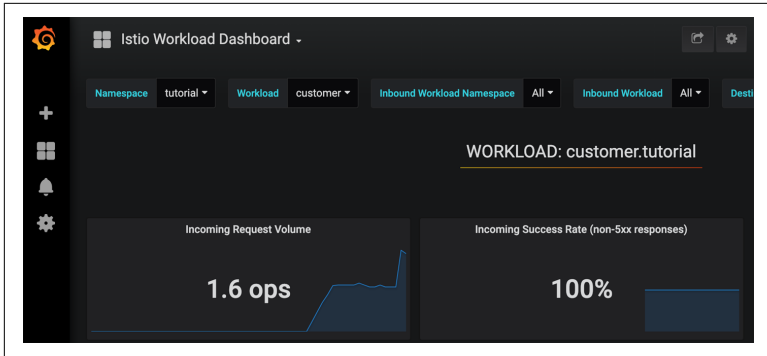 Istio Workload Dashboard
Namespace tutorial Workload customer Inbound Workload Namespace All Inbound Workload All Desti
WORKLOAD: customer.tutorial
Incoming Request Volume Incoming Success Rate (non-5xx responses)
1.6 ops 100%